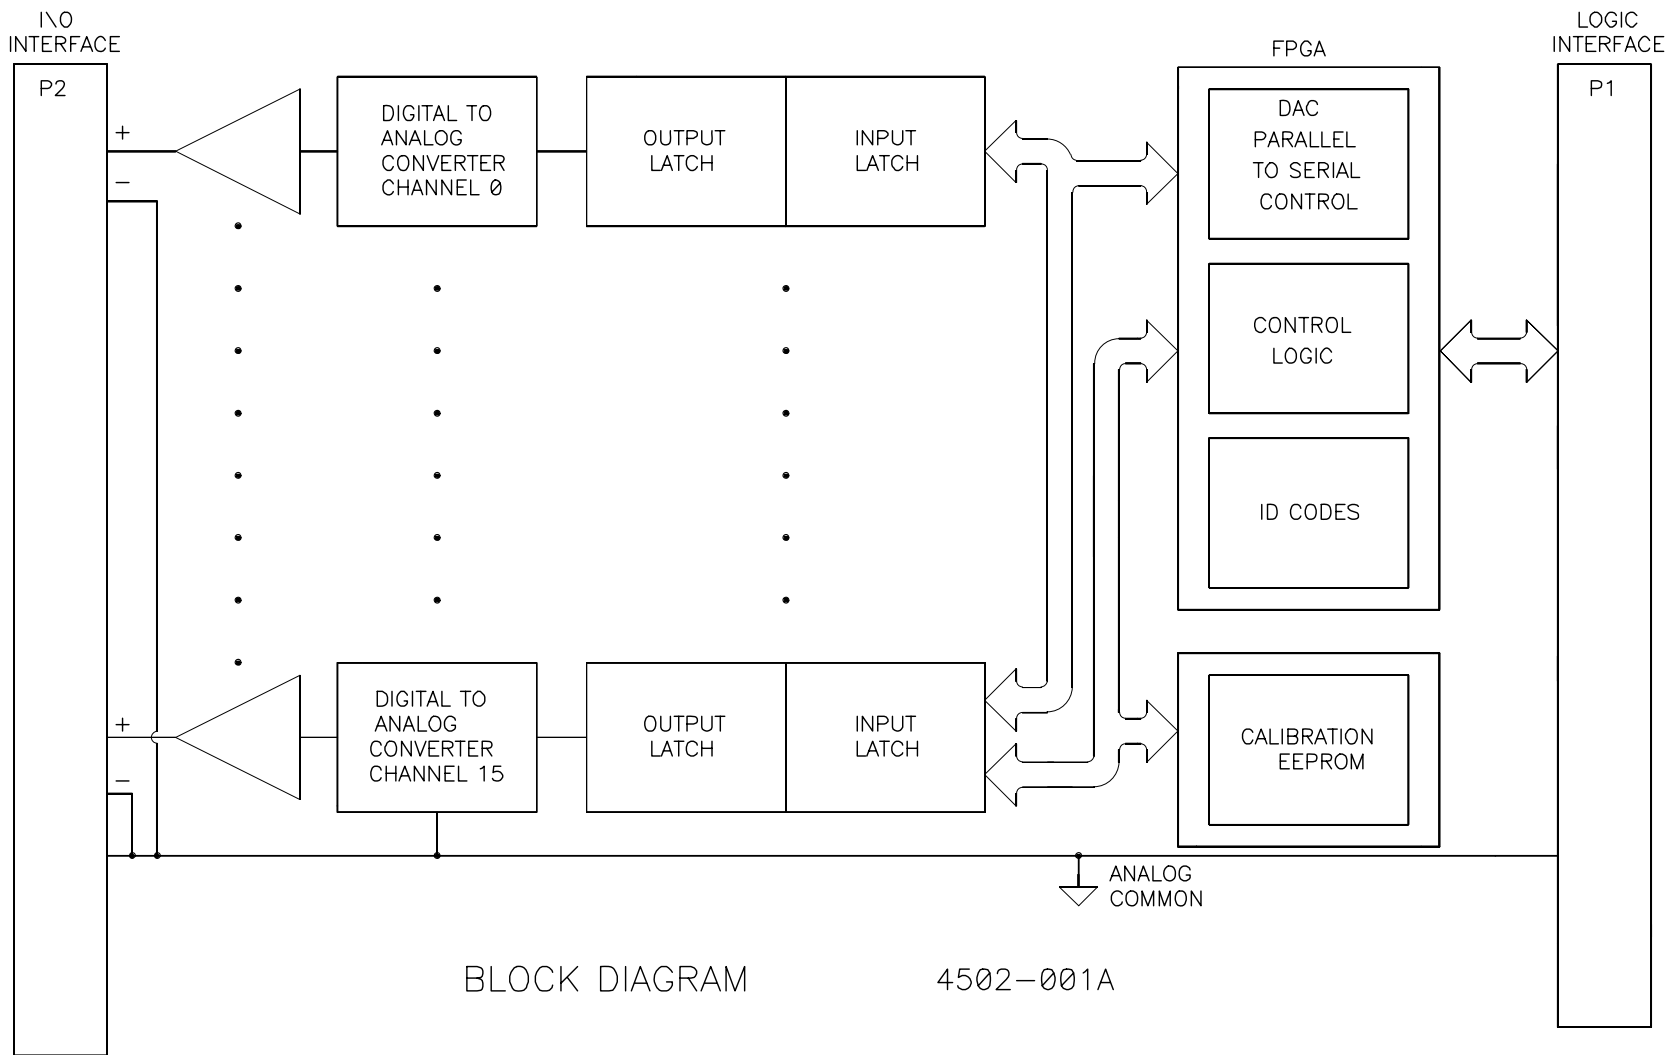 I\O
INTERFACE
P2
+
−
DIGITAL TO
ANALOG
CONVERTER
CHANNEL 0
OUTPUT
LATCH
INPUT
LATCH
FPGA
DAC
PARALLEL
TO SERIAL
CONTROL
CONTROL
LOGIC
ID CODES
LOGIC
INTERFACE
P1
+
−
DIGITAL TO
ANALOG
CONVERTER
CHANNEL 15
OUTPUT
LATCH
INPUT
LATCH
CALIBRATION
EEPROM
ANALOG
COMMON
BLOCK DIAGRAM
4502−001A